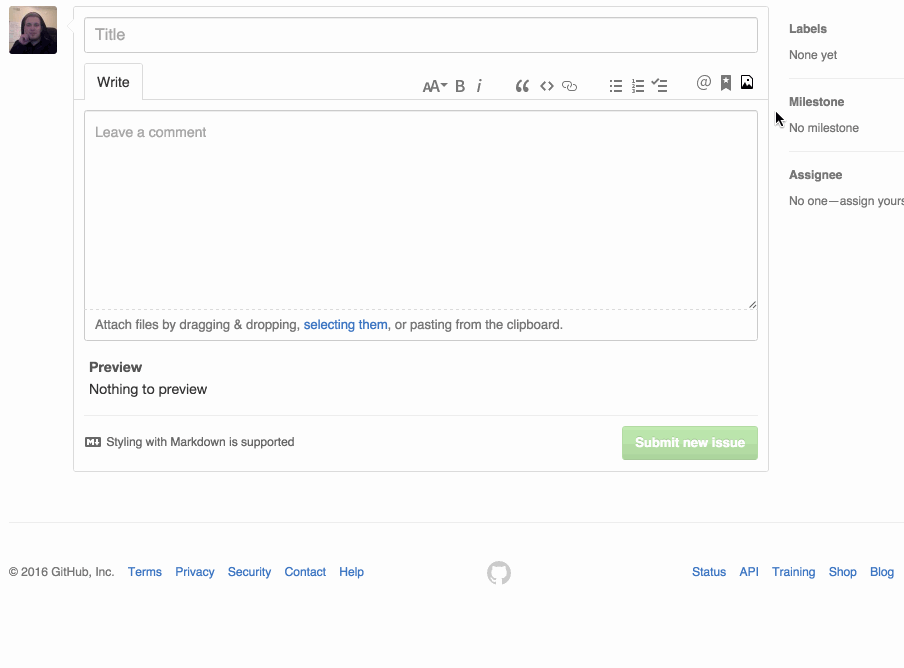 Title
Labels
None yet
Write
AA B i @
Milestone
No milestone
Leave a comment
Assignee
No one—assign yours
Attach files by dragging & dropping, selecting them, or pasting from the clipboard.
Preview
Nothing to preview
Styling with Markdown is supported
Submit new issue
© 2016 GitHub, Inc. Terms Privacy Security Contact Help
Status API Training Shop Blog